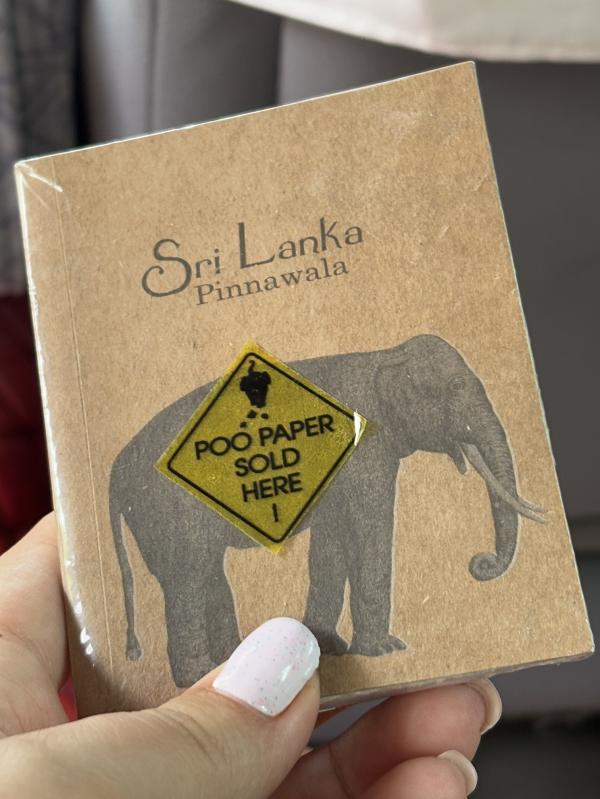 Sri Lanka
Pinnawala
POO PAPER
SOLD
HERE
!